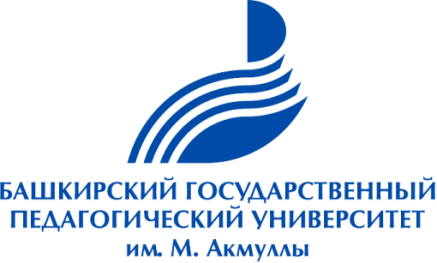 БАШКИРСКИЙ ГОСУДАРСТВЕННЫЙ
ПЕДАГОГИЧЕСКИЙ УНИВЕРСИТЕТ
им. М. Акмуллы